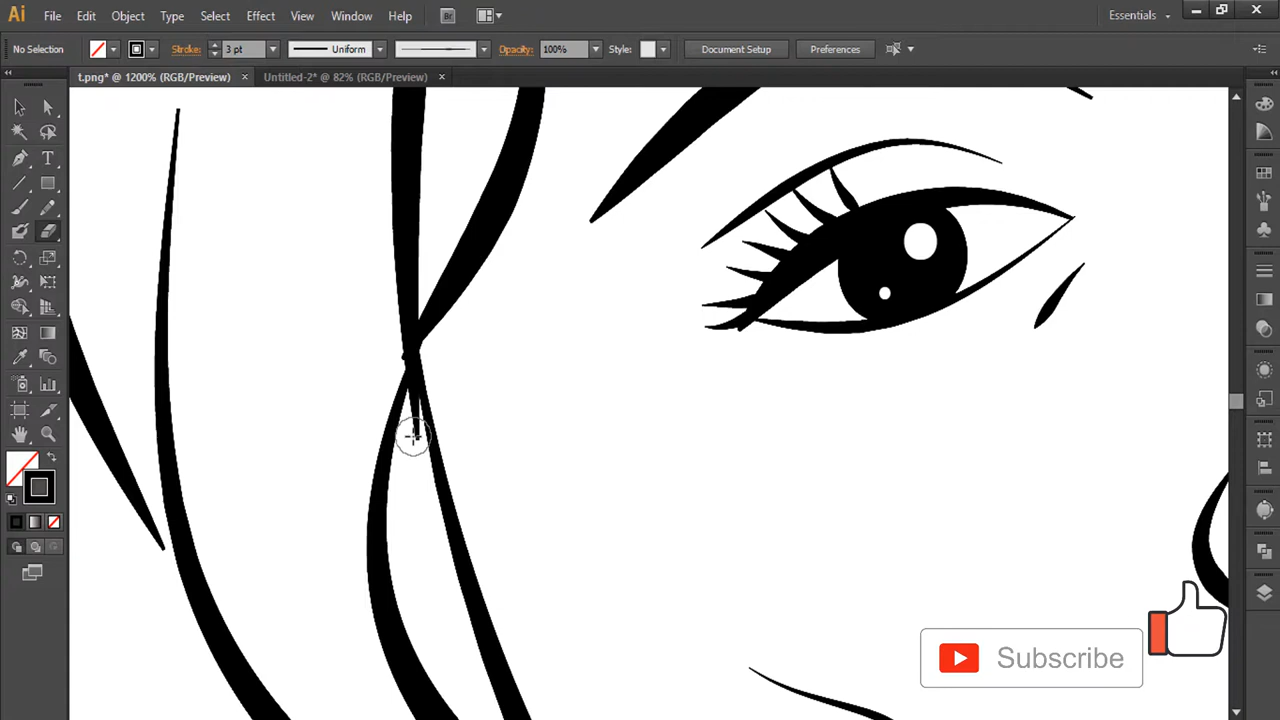 Ai File Edit Object Type Select Effect View Window Help Br Essentials
No Selection Stroke: 3 pt Uniform Opacity: 100% Style: Document Setup Preferences
t.png* @ 1200% (RGB/Preview) × Untitled-2* @ 82% (RGB/Preview) ×
T
Subscribe